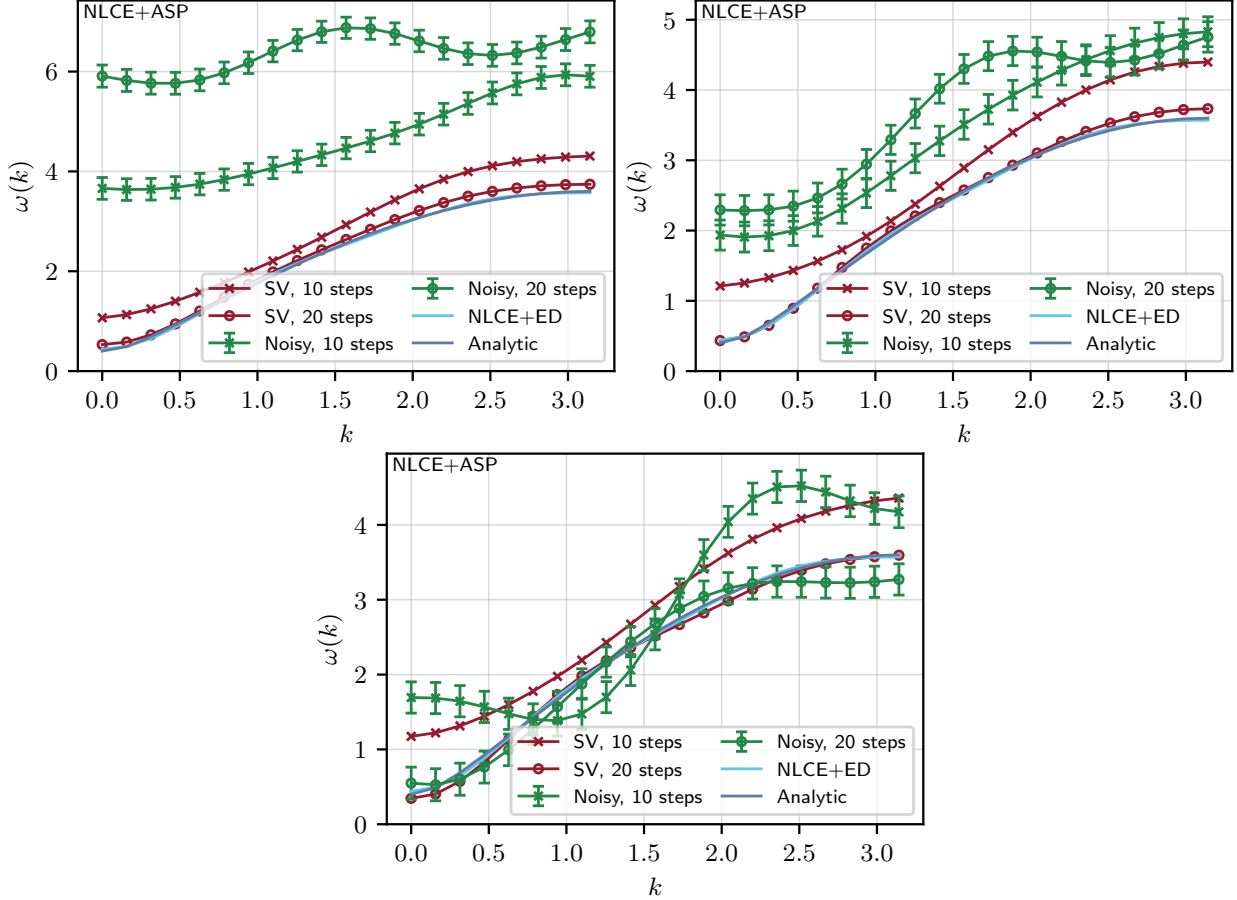 NLCE+ASP
6
4
2
0
ω(k)
0.0 0.5 1.0 1.5 2.0 2.5 3.0
k
SV, 10 steps
SV, 20 steps
Noisy, 10 steps
Noisy, 20 steps
NLCE+ED
Analytic
NLCE+ASP
5
4
3
2
1
0
ω(k)
0.0 0.5 1.0 1.5 2.0 2.5 3.0
k
SV, 10 steps
SV, 20 steps
Noisy, 10 steps
Noisy, 20 steps
NLCE+ED
Analytic
NLCE+ASP
4
3
2
1
0
ω(k)
0.0 0.5 1.0 1.5 2.0 2.5 3.0
k
SV, 10 steps
SV, 20 steps
Noisy, 10 steps
Noisy, 20 steps
NLCE+ED
Analytic